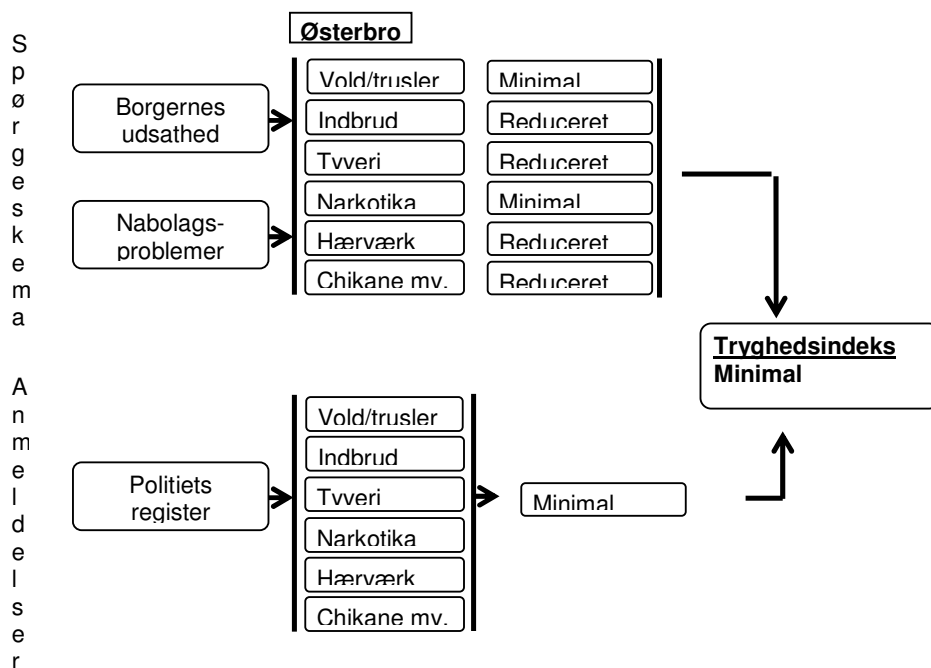 Østerbro
Spørgeskema
Borgernes
udsathed
Nabolags-
problemer
Vold/trusler Minimal
Indbrud Reduceret
Tyveri Reduceret
Narkotika Minimal
Hærværk Reduceret
Chikane mv. Reduceret
Tryghedsindeks
Minimal
Anmeldelser
Politiets
register
Vold/trusler
Indbrud
Tyveri
Narkotika
Hærværk
Chikane mv.
Minimal